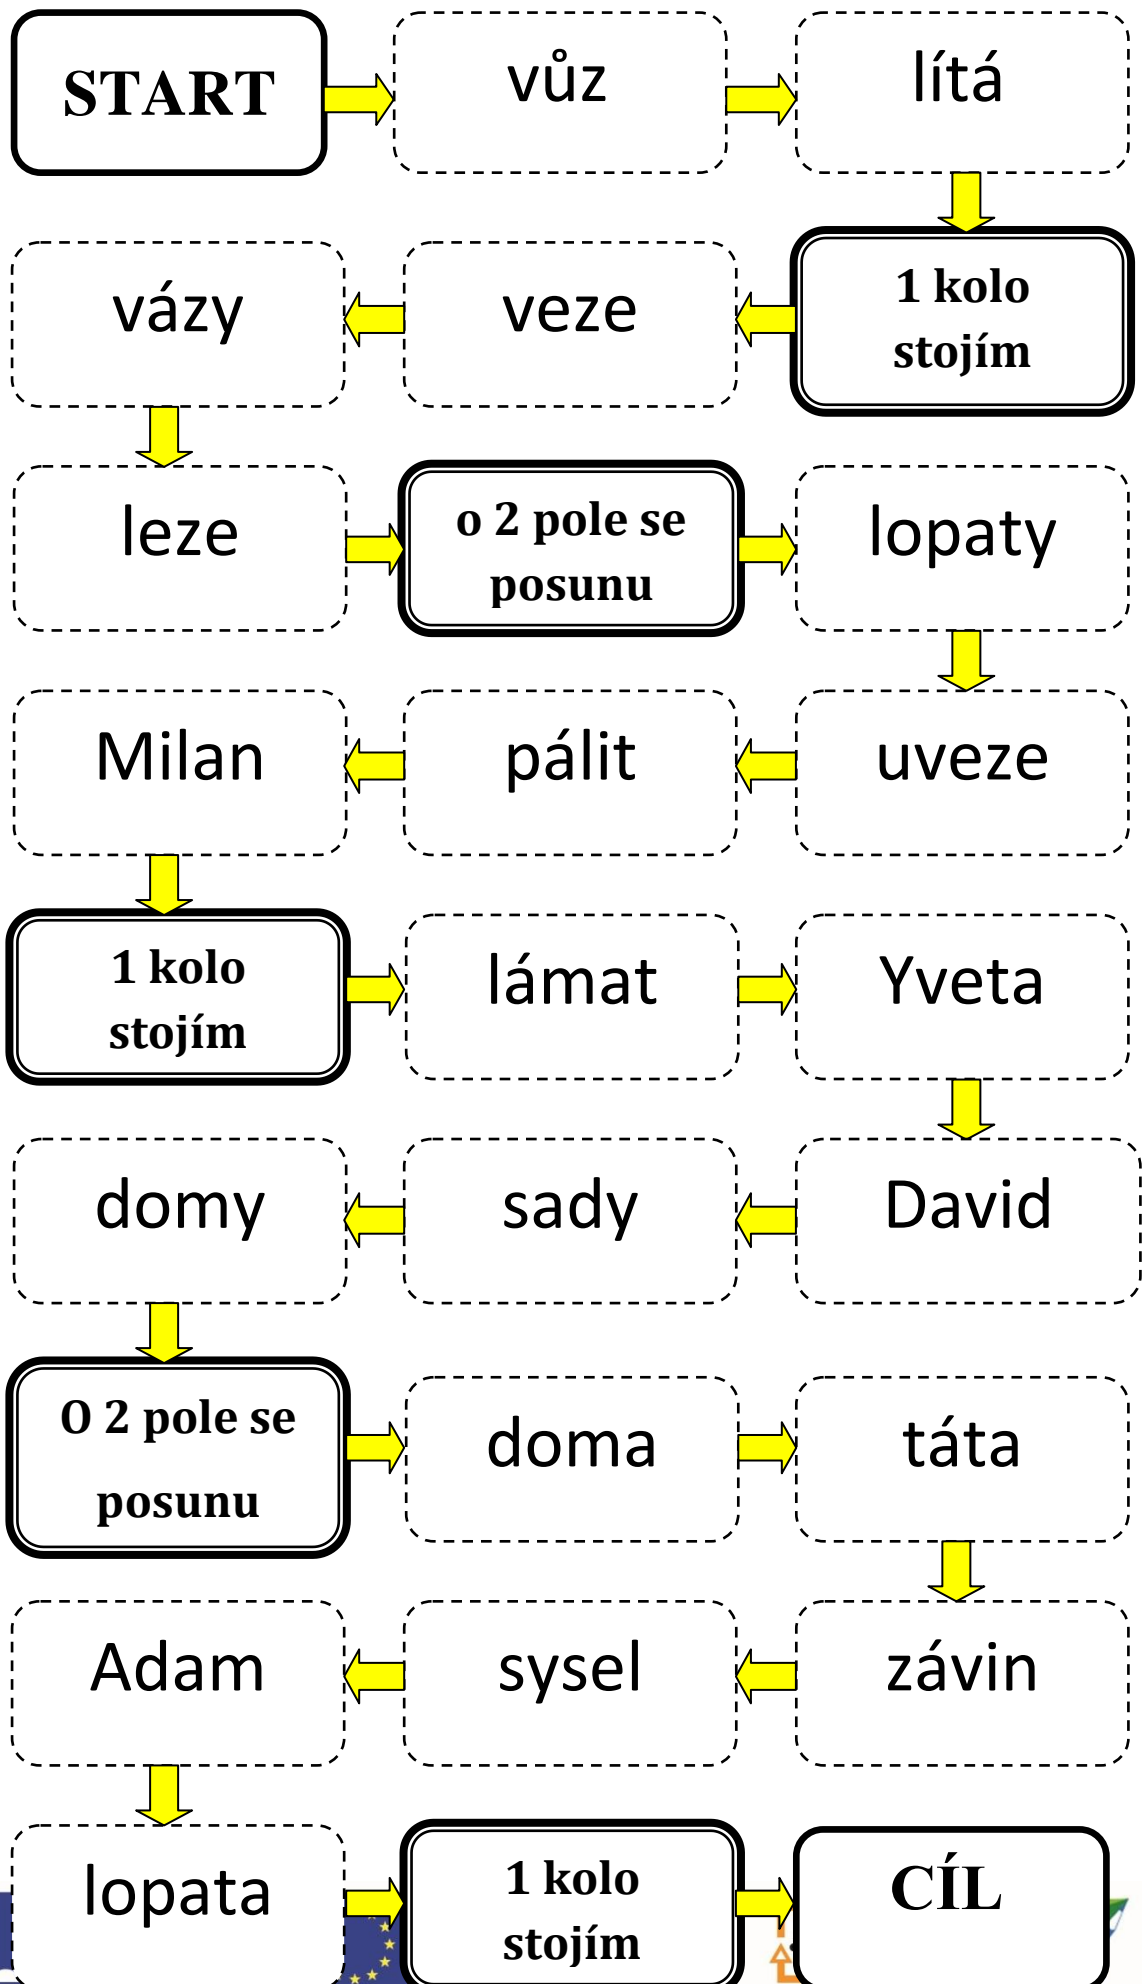 START
vůz
lítá
vázy
veze
1 kolo
stojím
leze
o 2 pole se
posunu
lopaty
Milan
pálit
uveze
1 kolo
stojím
lámat
Yveta
domy
sady
David
O 2 pole se
posunu
doma
táta
Adam
sysel
závin
lopata
1 kolo
stojím
CÍL